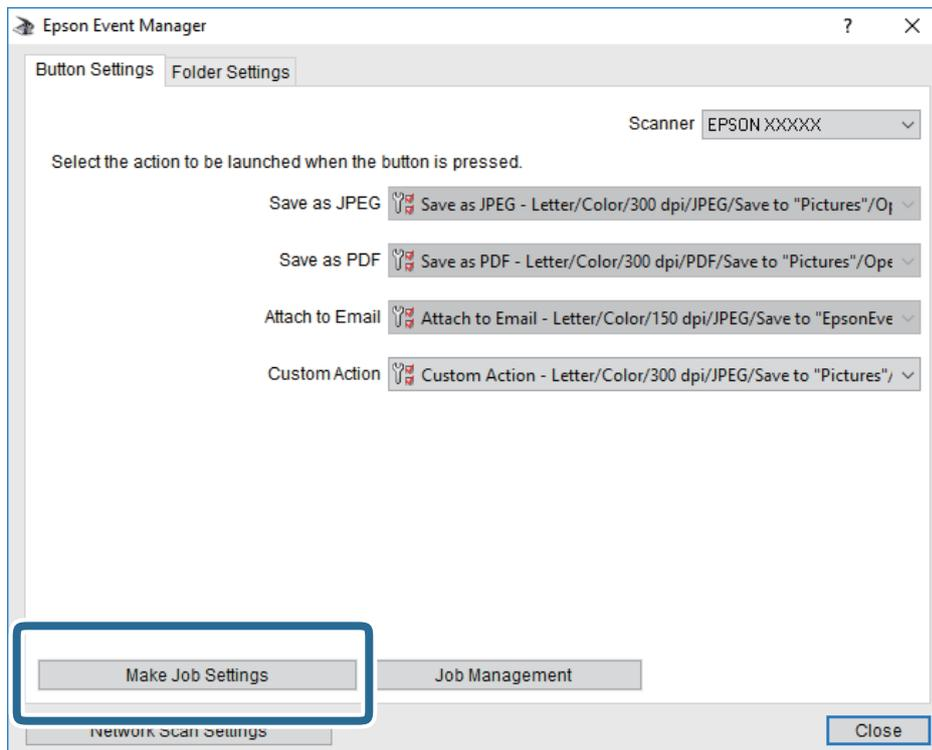 Epson Event Manager
?
Button Settings
Folder Settings
Scanner
EPSON XXXXX
Select the action to be launched when the button is pressed.
Save as JPEG
Save as JPEG - Letter/Color/300 dpi/JPEG/Save to "Pictures"/Op
Save as PDF
Save as PDF - Letter/Color/300 dpi/PDF/Save to "Pictures"/Ope
Attach to Email
Attach to Email - Letter/Color/150 dpi/JPEG/Save to "EpsonEve
Custom Action
Custom Action - Letter/Color/300 dpi/JPEG/Save to "Pictures"/
Make Job Settings
Job Management
Network Scan Settings
Close